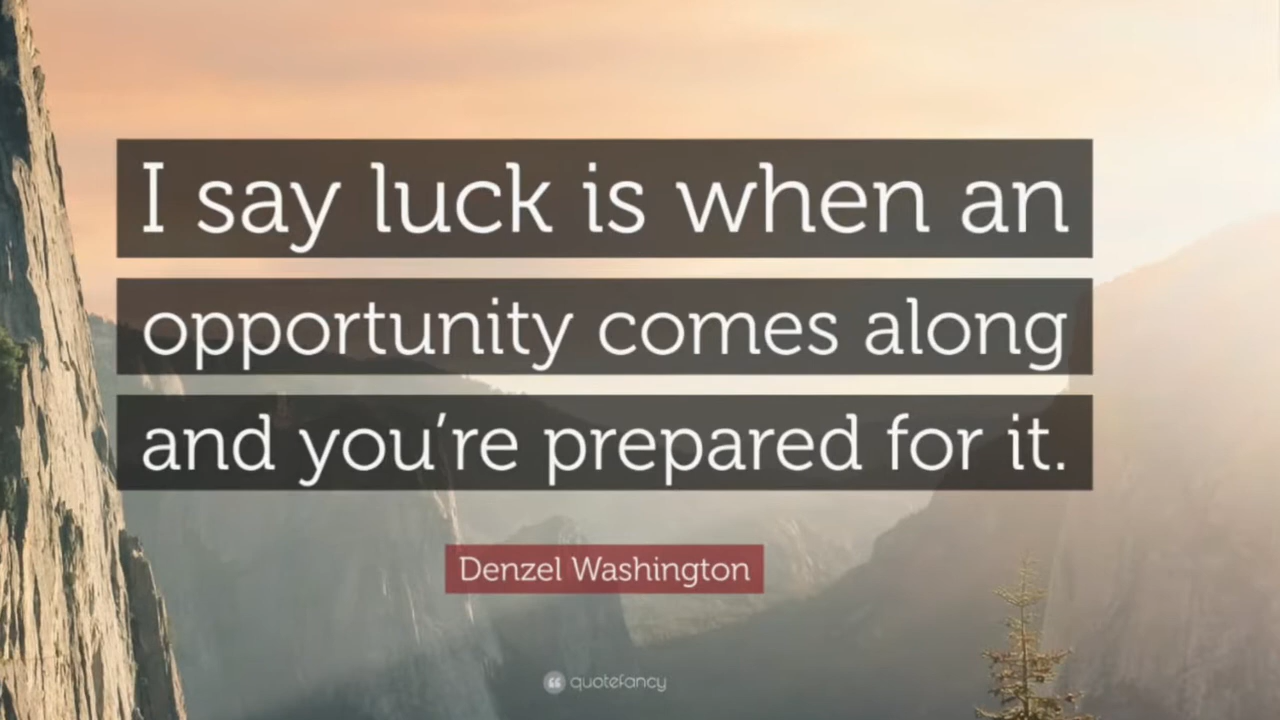 I say luck is when an
opportunity comes along
and you’re prepared for it.
Denzel Washington
quotefancy